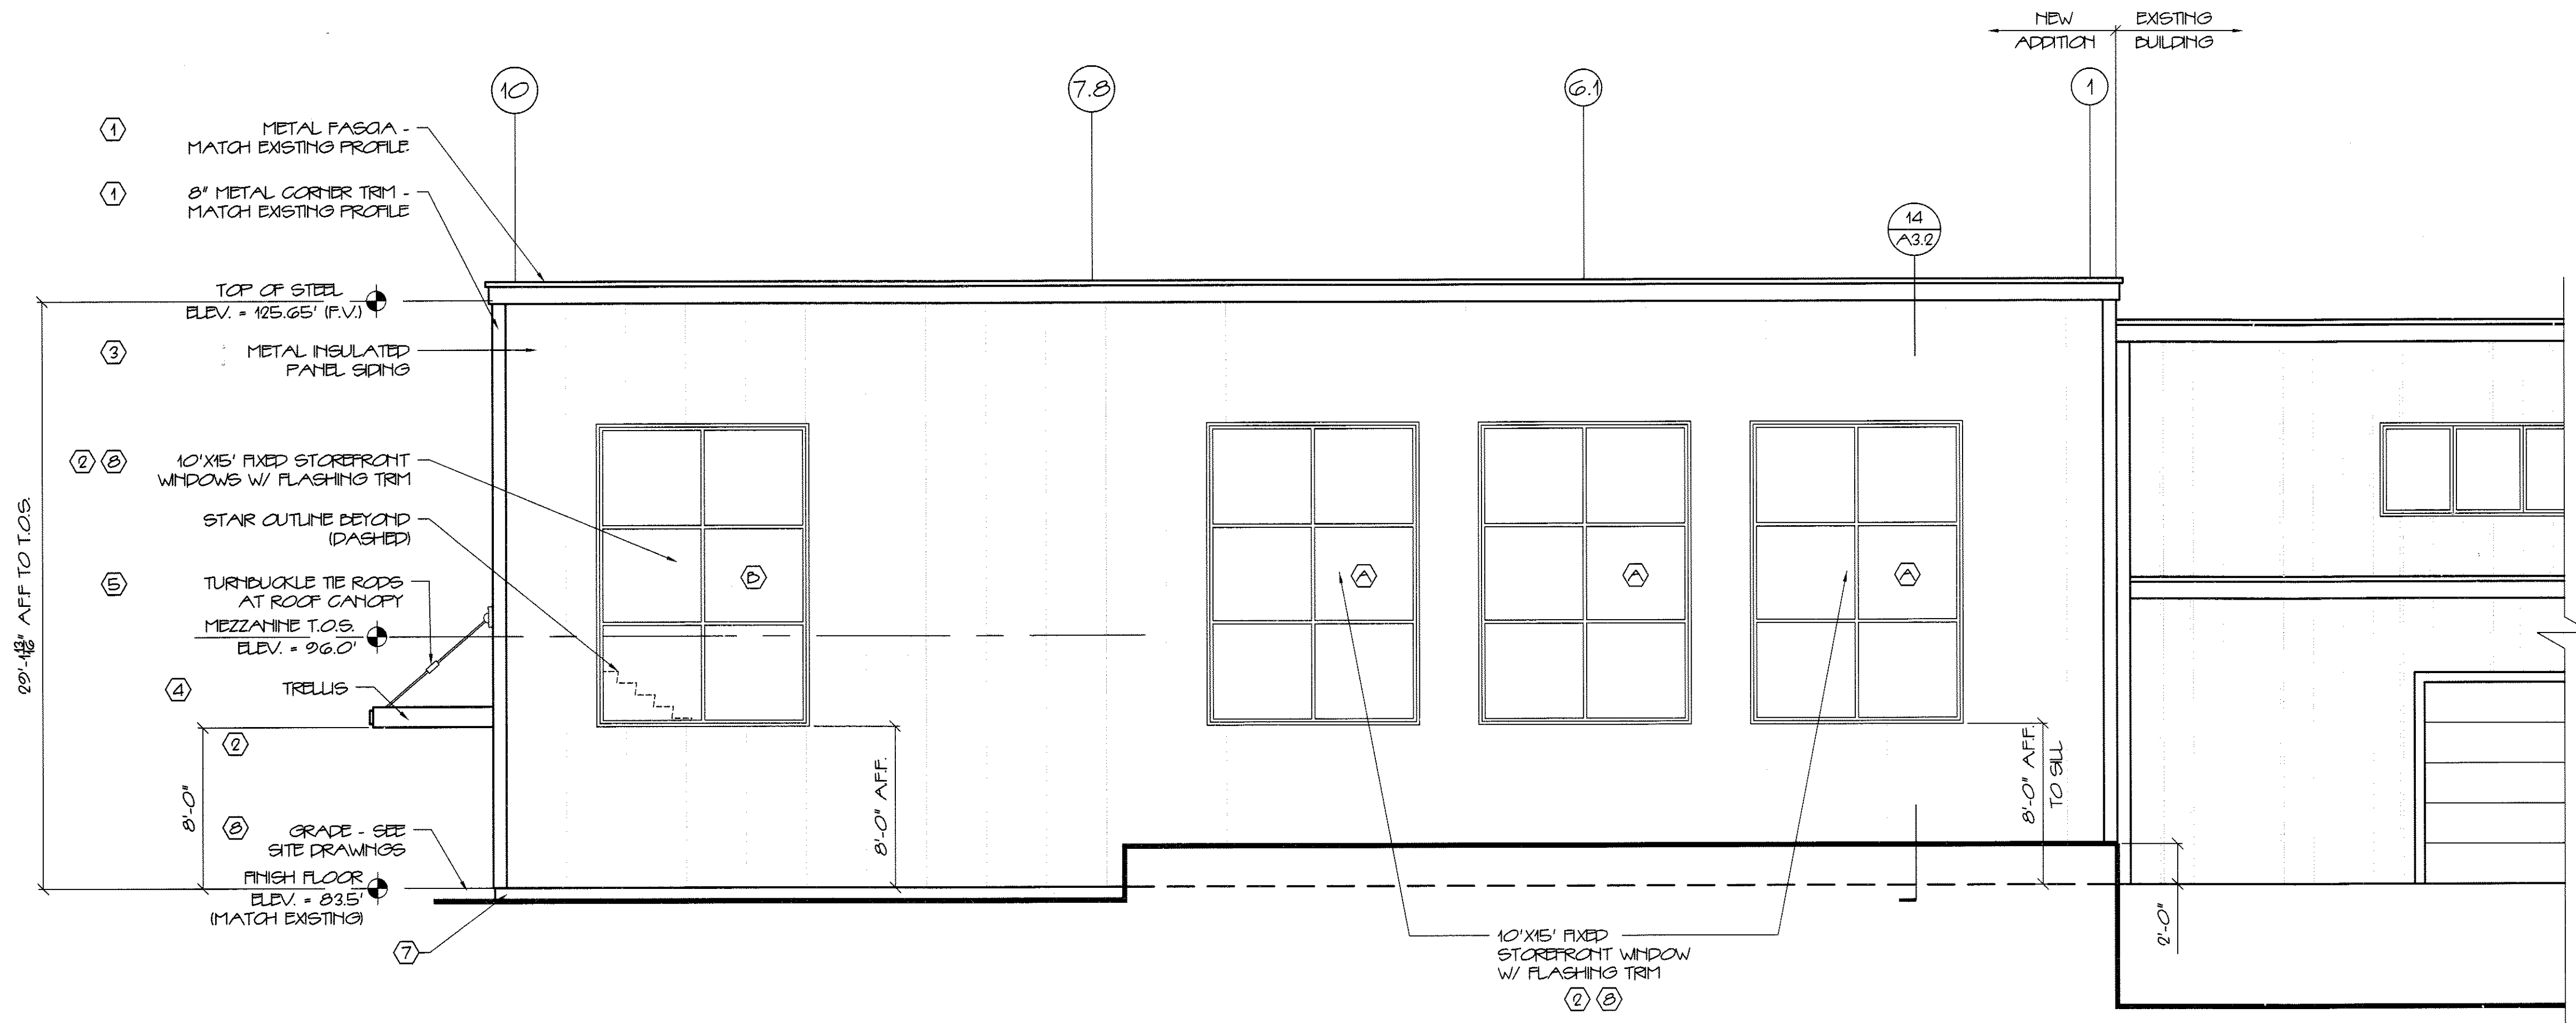 NEW
ADDITION
EXISTING
BUILDING
10
7.8
6.1
1
1
METAL FASCIA -
MATCH EXISTING PROFILE
1
8" METAL CORNER TRIM -
MATCH EXISTING PROFILE
14
A3.2
TOP OF STEEL
ELEV. = 125.65' (F.V.)
3
METAL INSULATED
PANEL SIDING
2 8
10'X15' FIXED STOREFRONT
WINDOWS W/ FLASHING TRIM
STAIR OUTLINE BEYOND
(DASHED)
29'-1 13/16" A.F.F TO T.O.S.
5
TURNBUCKLE TIE RODS
AT ROOF CANOPY
B
A
A
A
MEZZANINE T.O.S.
ELEV. = 96.0'
4
TRELLIS
2
8'-0"
8'-0" A.F.F.
8'-0" A.F.F.
TO SILL
8
GRADE - SEE
SITE DRAWINGS
FINISH FLOOR
ELEV. = 83.5'
(MATCH EXISTING)
7
2'-0"
10'X15' FIXED
STOREFRONT WINDOW
W/ FLASHING TRIM
2 8